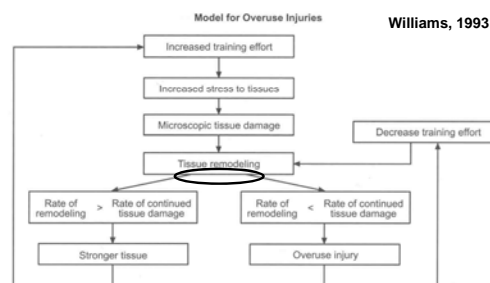 Model for Overuse Injuries
Williams, 1993
Increased training effort
Increased stress to tissues
Microscopic tissue damage
Decrease training effort
Tissue remodeling
Rate of remodeling > Rate of continued tissue damage
Rate of remodeling < Rate of continued tissue damage
Stronger tissue
Overuse injury